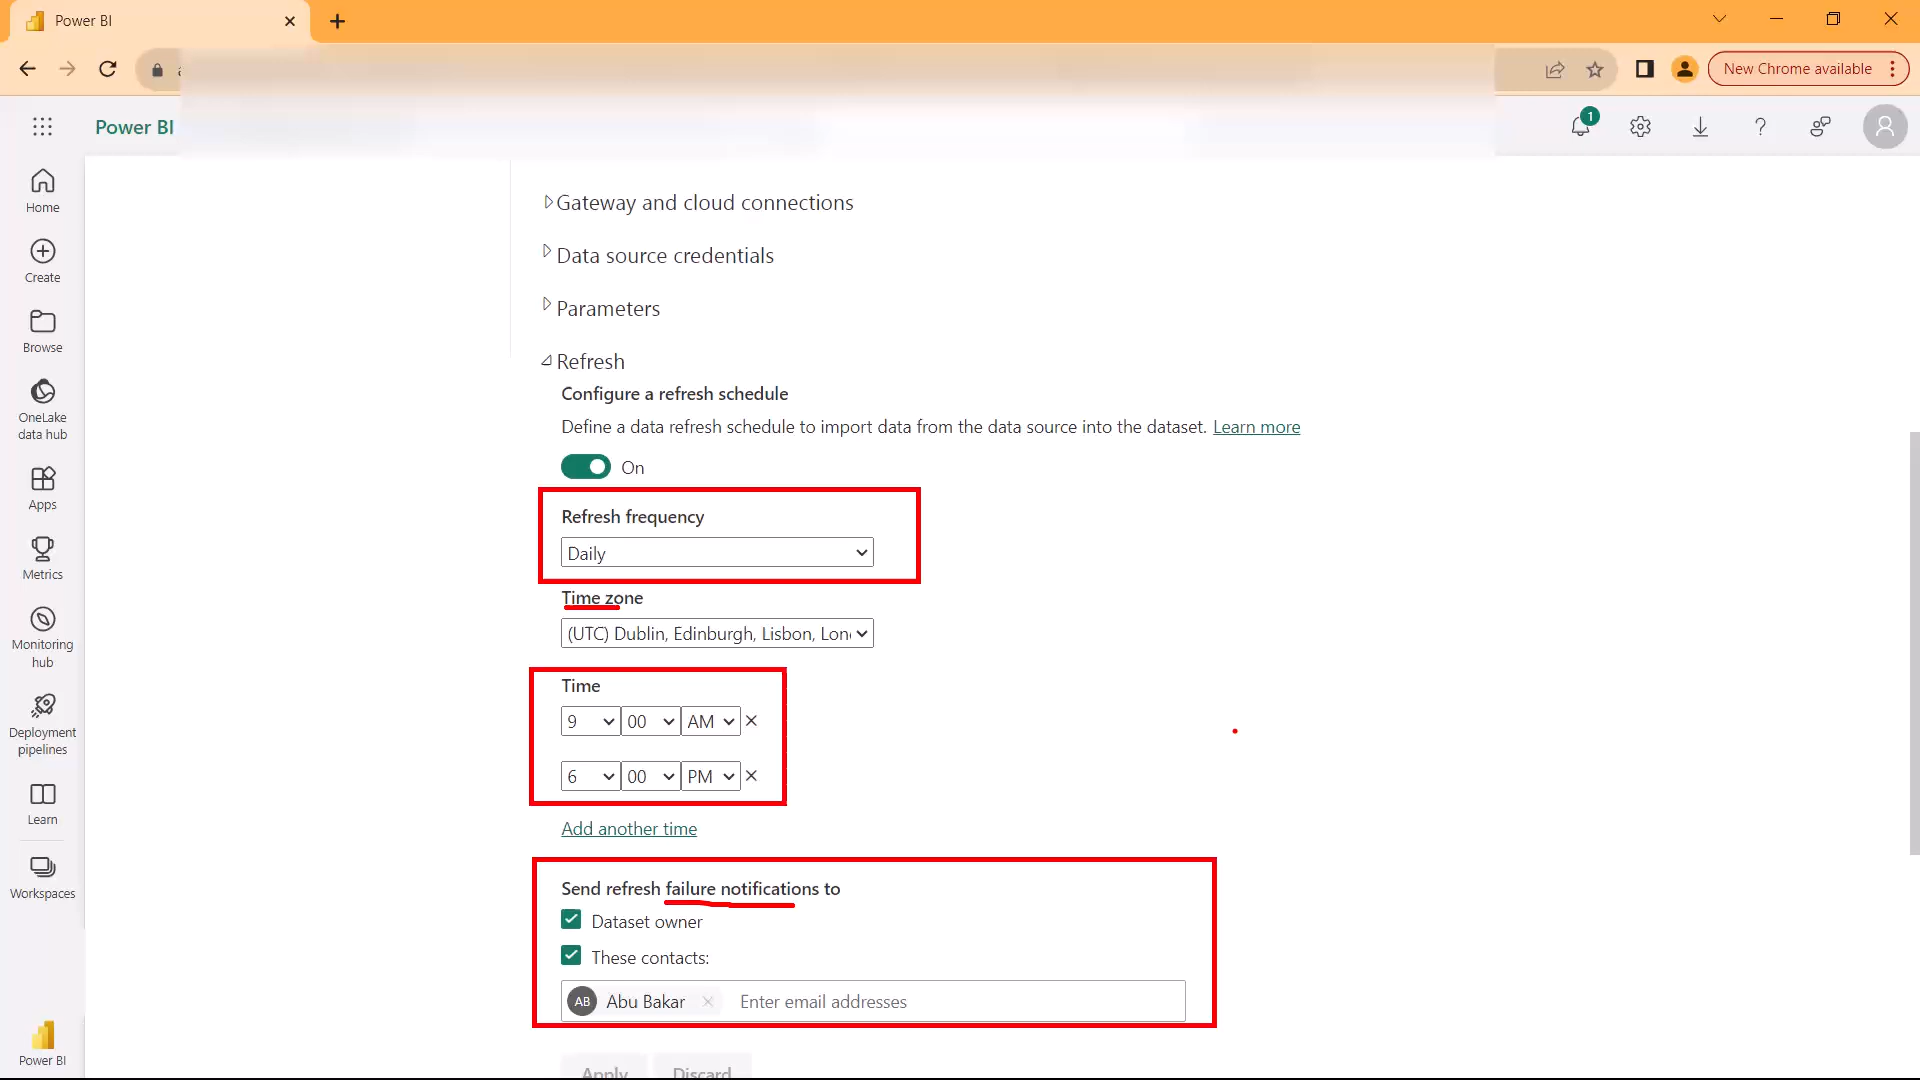 Power BI
New Chrome available
Power BI
1
Home
Create
Browse
OneLake
data hub
Apps
Metrics
Monitoring
hub
Deployment
pipelines
Learn
Workspaces
Power BI
Gateway and cloud connections
Data source credentials
Parameters
Refresh
Configure a refresh schedule
Define a data refresh schedule to import data from the data source into the dataset. Learn more
On
Refresh frequency
Daily
Time zone
(UTC) Dublin, Edinburgh, Lisbon, Lon
Time
9 00 AM
6 00 PM
Add another time
Send refresh failure notifications to
Dataset owner
These contacts:
AB Abu Bakar Enter email addresses
Apply Discard